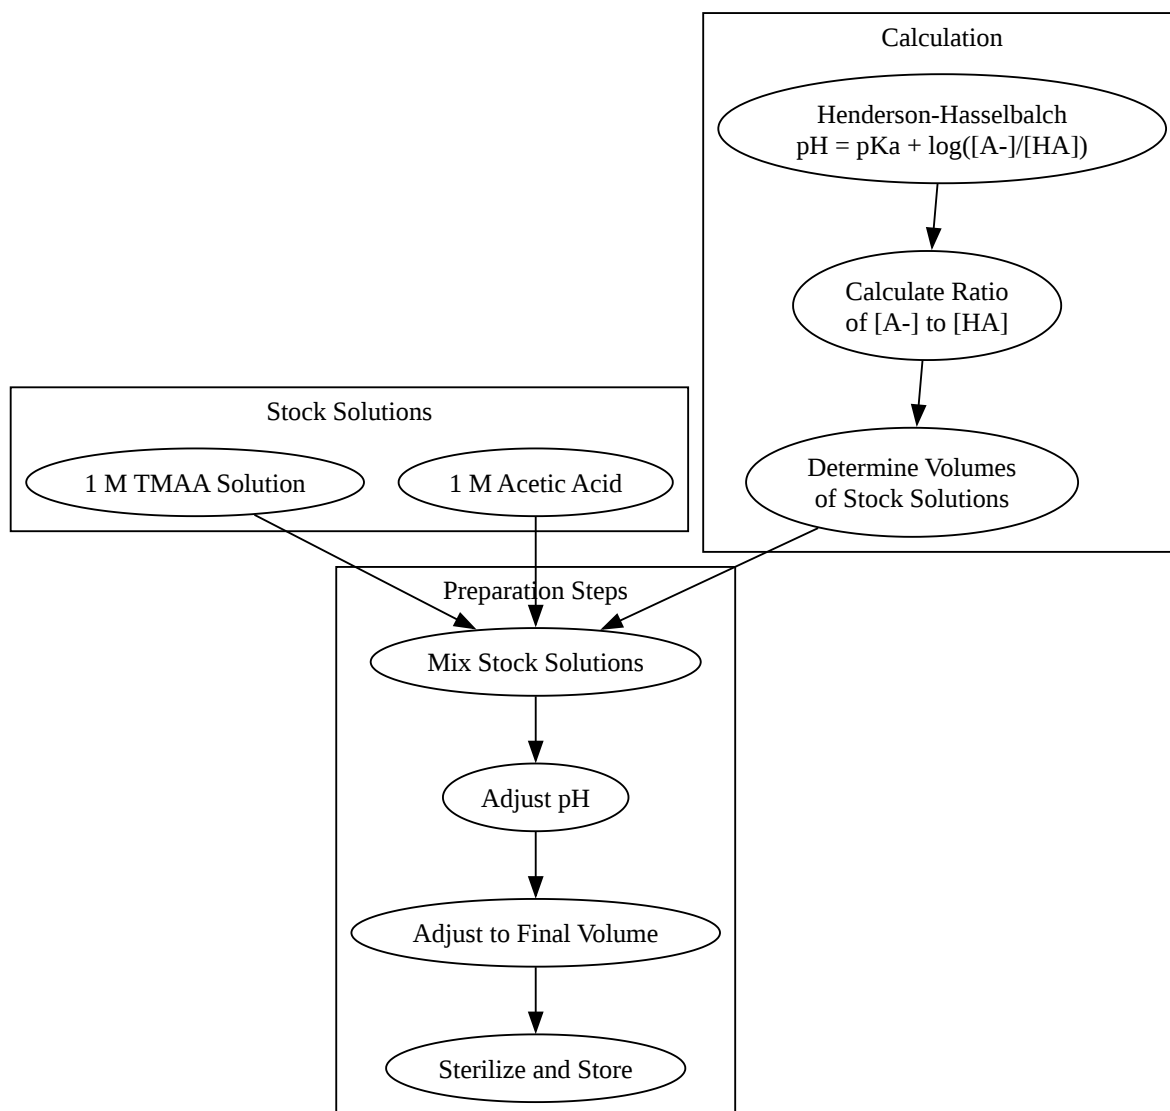 Calculation
Henderson-Hasselbalch
pH = pKa + log([A-]/[HA])
Calculate Ratio
of [A-] to [HA]
Determine Volumes
of Stock Solutions
Stock Solutions
1 M TMAA Solution
1 M Acetic Acid
Preparation Steps
Mix Stock Solutions
Adjust pH
Adjust to Final Volume
Sterilize and Store